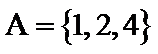 A = {1, 2, 4}